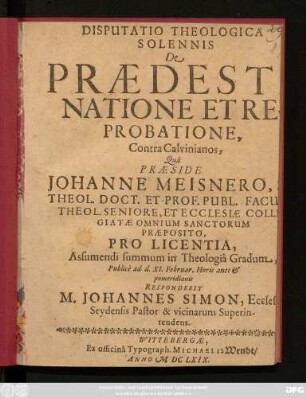 DISPUTATIO THEOLOGICA
SOLENNIS
De
PRÆDEST
NATIONE ET RE-
PROBATIONE,
Contra Calvinianos,
Quâ
PRÆSIDE
JOHANNE MEISNERO,
THEOL. DOCT. ET PROF. PUBL. FACU
THEOL. SENIORE, ET ECCLESIÆ COLL
GIATÆ OMNIUM SANCTORUM
PRÆPOSITO,
PRO LICENTIA,
Assumendi summum in Theologiâ Gradum,
Publicè ad d. XI. Februar. Horis ante &
pomeridianis
RESPONDEBIT
M. JOHANNES SIMON, Eccles
Seydensis Pastor & vicinarum Superin-
tendens.
WITTEBERGÆ,
Ex officinâ Typograph. MICHAELIS Wendt/
ANNO M DC LXIX.